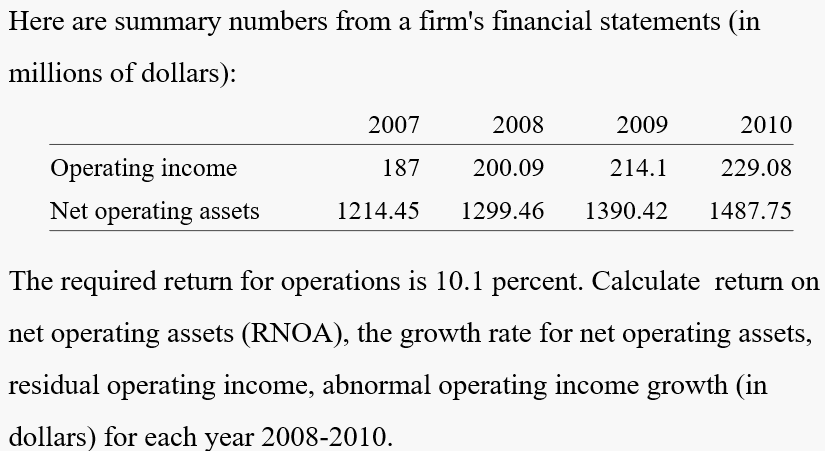 Here are summary numbers from a firm's financial statements (in
millions of dollars):
2007 2008 2009 2010
Operating income 187 200.09 214.1 229.08
Net operating assets 1214.45 1299.46 1390.42 1487.75
The required return for operations is 10.1 percent. Calculate  return on
net operating assets (RNOA), the growth rate for net operating assets,
residual operating income, abnormal operating income growth (in
dollars) for each year 2008-2010.